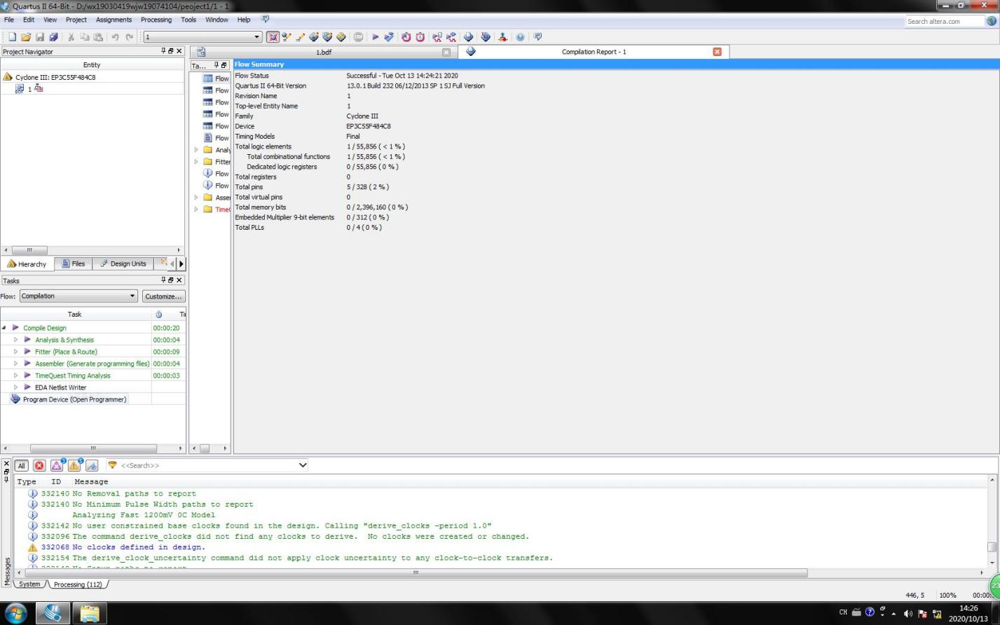 Quartus II 64-Bit - D:/wx19030419wjw19074104/peoject1/1 - 1
File Edit View Project Assignments Processing Tools Window Help
Search altera.com
1
Project Navigator
1.bdf
Compilation Report - 1
Entity
Cyclone III: EP3C55F484C8
1
Hierarchy Files Design Units
Tasks
Flow: Compilation Customize...
Task Ti
Compile Design 00:00:20
Analysis & Synthesis 00:00:04
Fitter (Place & Route) 00:00:09
Assembler (Generate programming files) 00:00:04
TimeQuest Timing Analysis 00:00:03
EDA Netlist Writer
Program Device (Open Programmer)
Ta...
Flow
Flow
Flow
Flow
Flow
Flow
Analy
Fitter
Flow
Flow
Asse
Flow Summary
Flow Status Successful - Tue Oct 13 14:24:21 2020
Quartus II 64-Bit Version 13.0.1 Build 232 06/12/2013 SP 1 SJ Full Version
Revision Name 1
Top-level Entity Name 1
Family Cyclone III
Device EP3C55F484C8
Timing Models Final
Total logic elements 1 / 55,856 ( < 1 % )
Total combinational functions 1 / 55,856 ( < 1 % )
Dedicated logic registers 0 / 55,856 ( 0 % )
Total registers 0
Total pins 5 / 328 ( 2 % )
Total virtual pins 0
Total memory bits 0 / 2,396,160 ( 0 % )
Embedded Multiplier 9-bit elements 0 / 312 ( 0 % )
Total PLLs 0 / 4 ( 0 % )
All 3 5 <<Search>>
Type ID Message
332140 No Removal paths to report
332140 No Minimum Pulse Width paths to report
Analyzing Fast 1200mV 0C Model
332142 No user constrained base clocks found in the design. Calling "derive_clocks -period 1.0"
332096 The command derive_clocks did not find any clocks to derive.  No clocks were created or changed.
332068 No clocks defined in design.
332154 The derive_clock_uncertainty command did not apply clock uncertainty to any clock-to-clock transfers.
332140 No Setup paths to report
Messages
System Processing (112)
23
446, 5 100% 00:00:
CH
14:26
2020/10/13